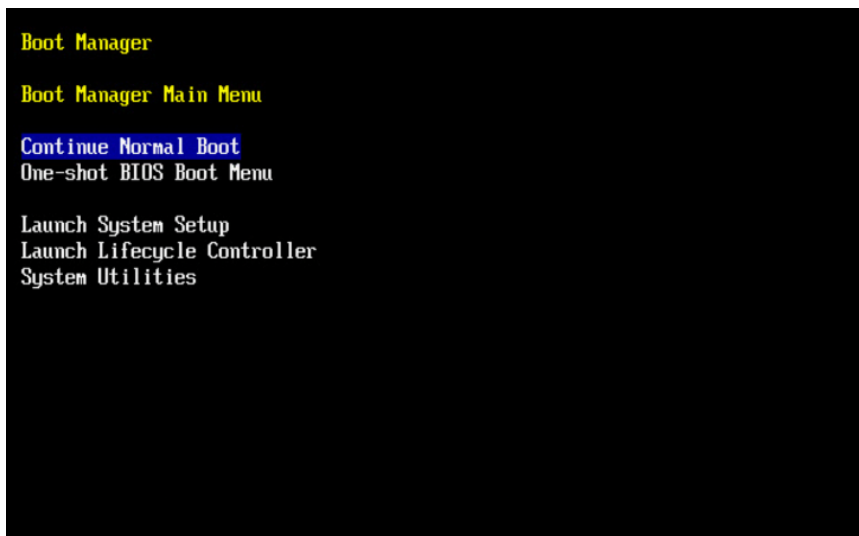 Boot Manager
Boot Manager Main Menu
Continue Normal Boot
One-shot BIOS Boot Menu
Launch System Setup
Launch Lifecycle Controller
System Utilities